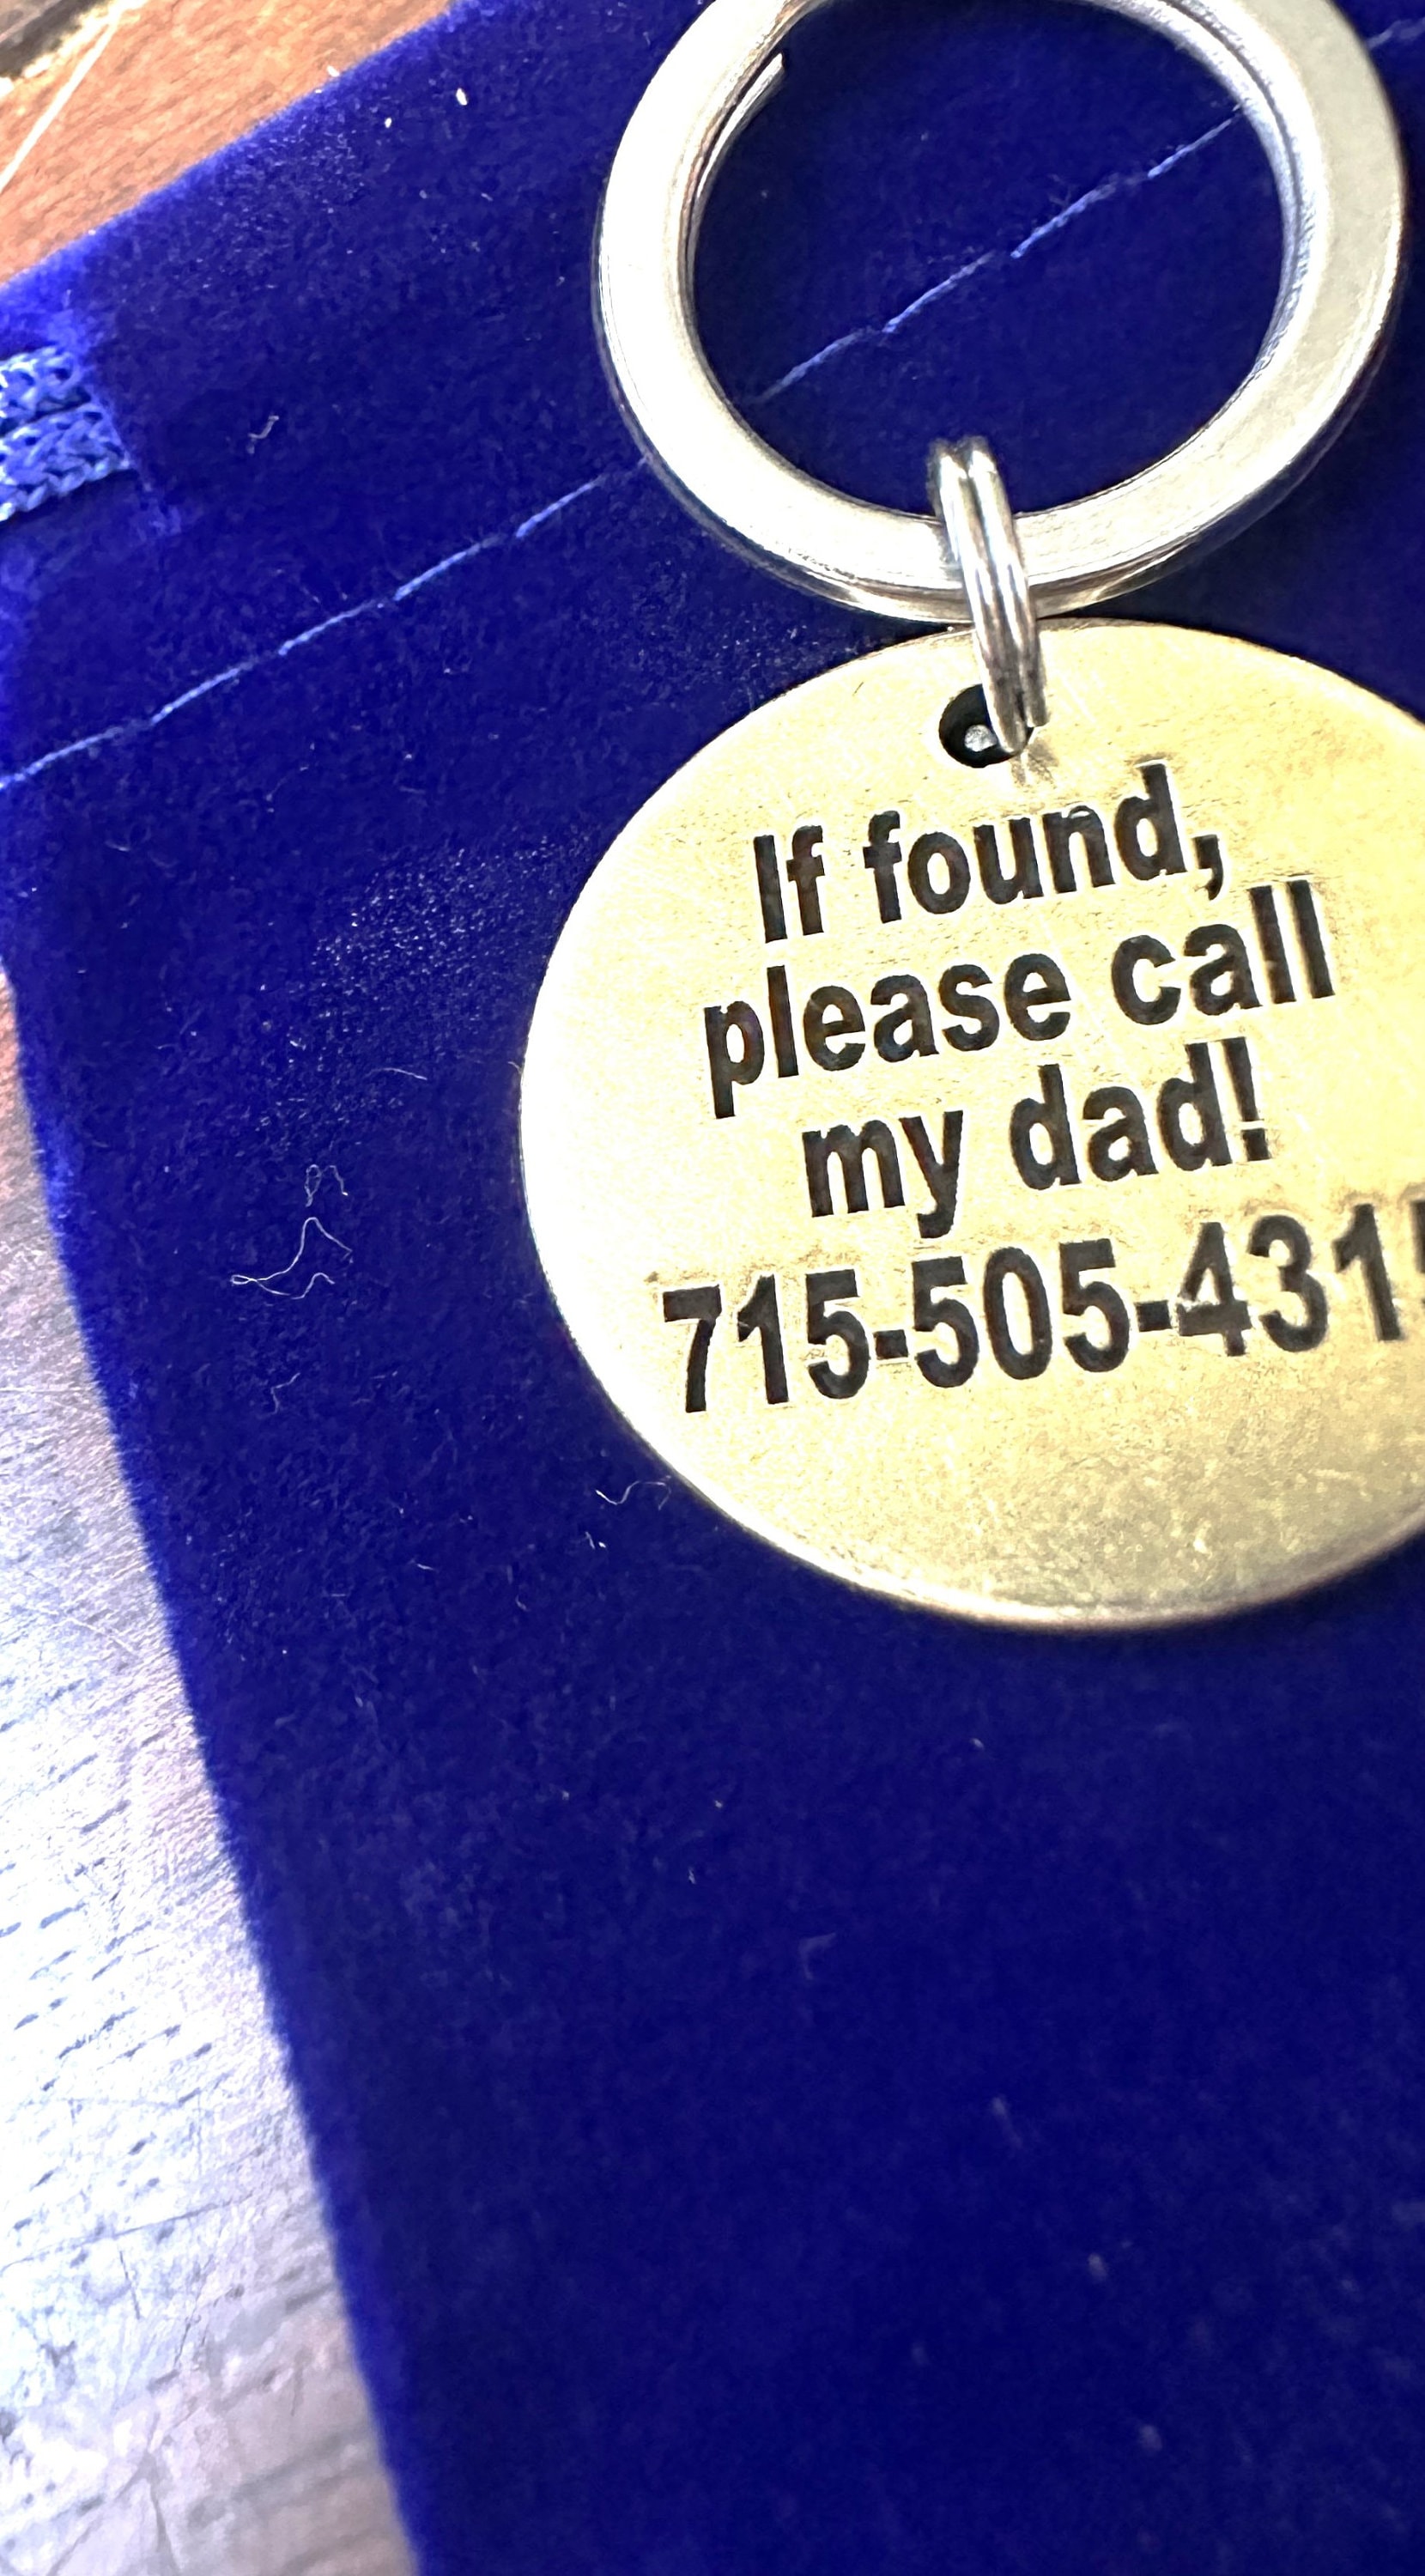 If found,
please call
my dad!
715-505-431